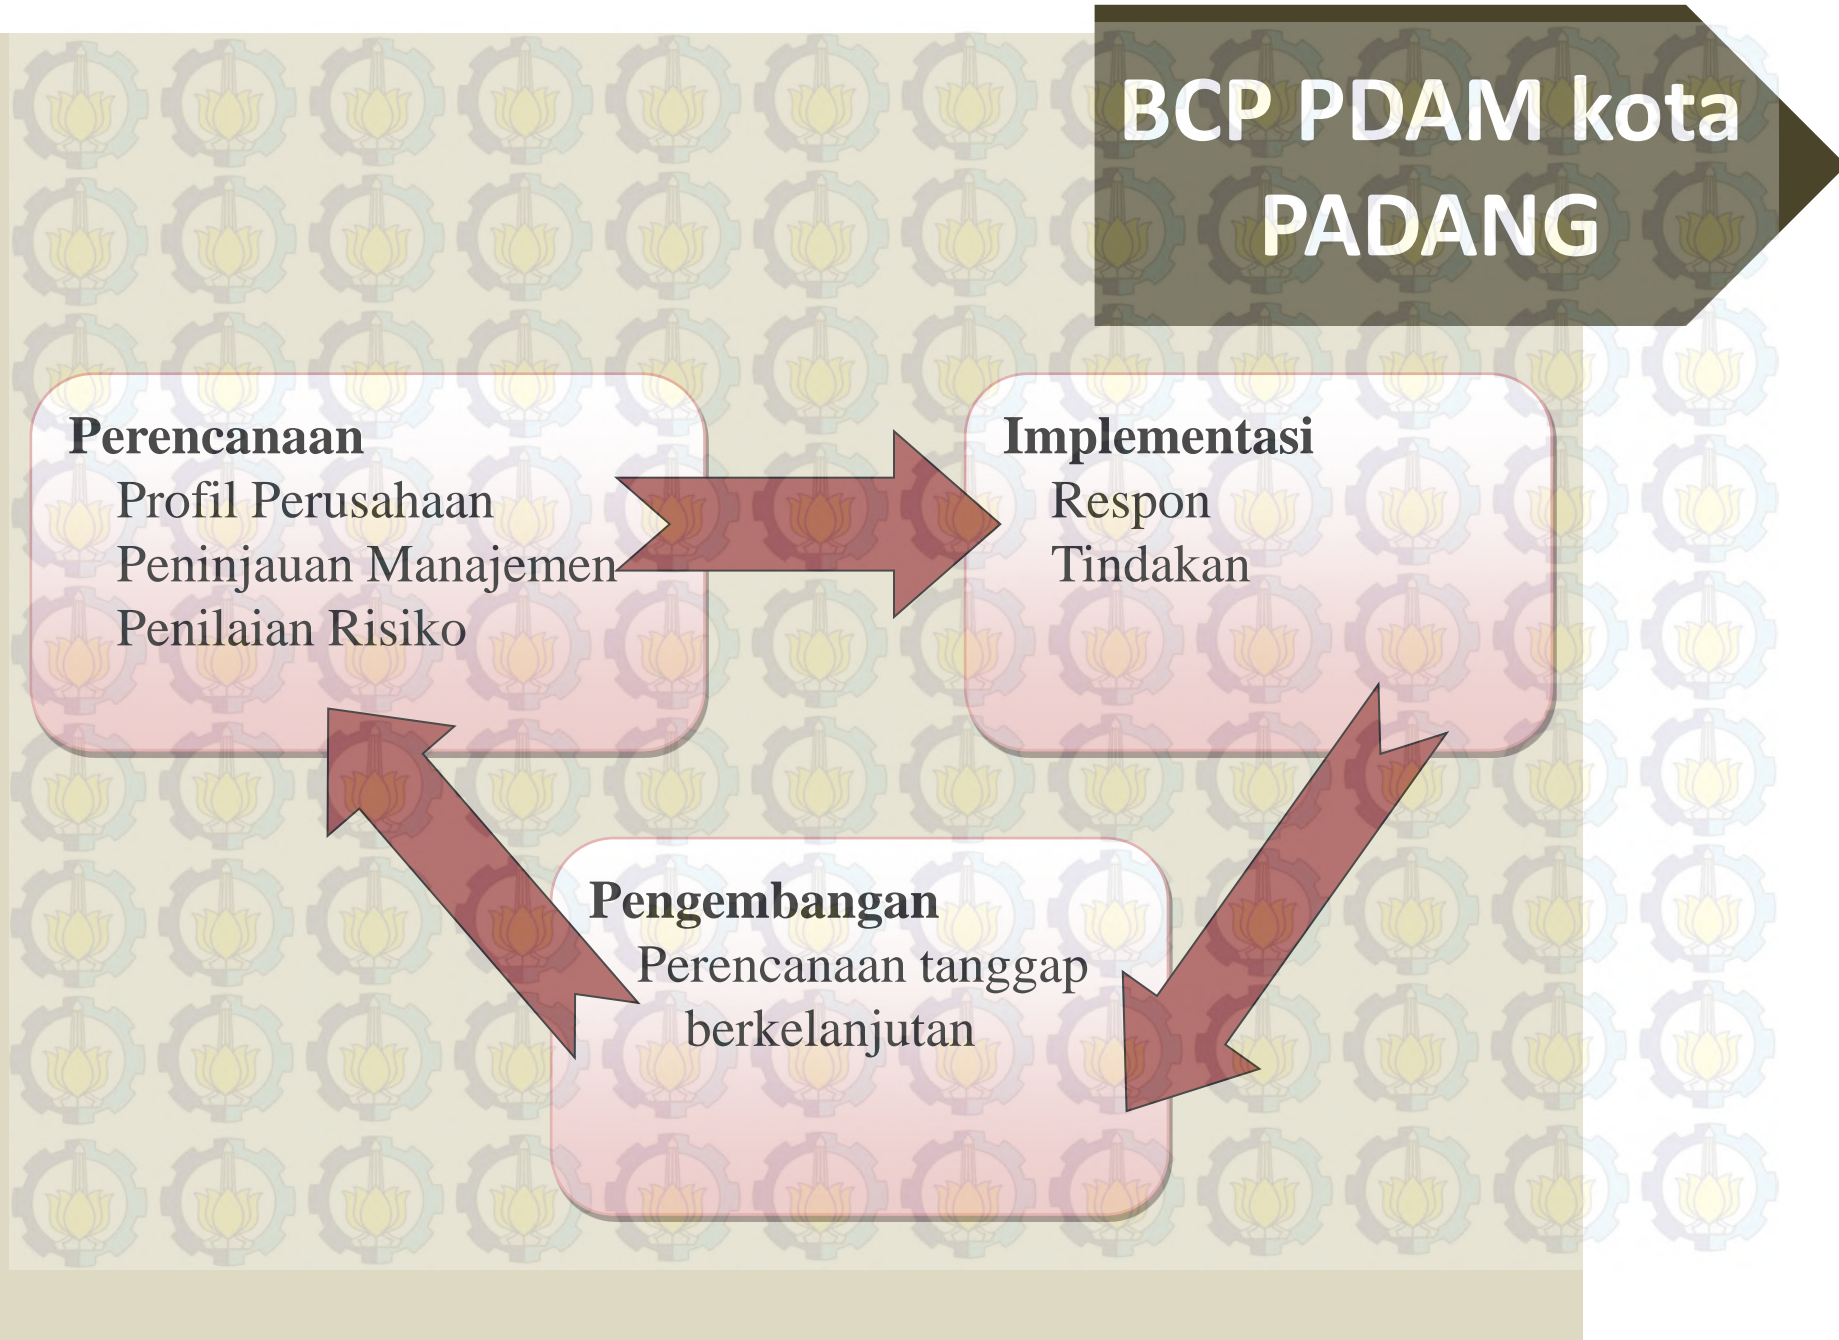 BCP PDAM kota
PADANG
Perencanaan
Profil Perusahaan
Peninjauan Manajemen
Penilaian Risiko
Implementasi
Respon
Tindakan
Pengembangan
Perencanaan tanggap
berkelanjutan